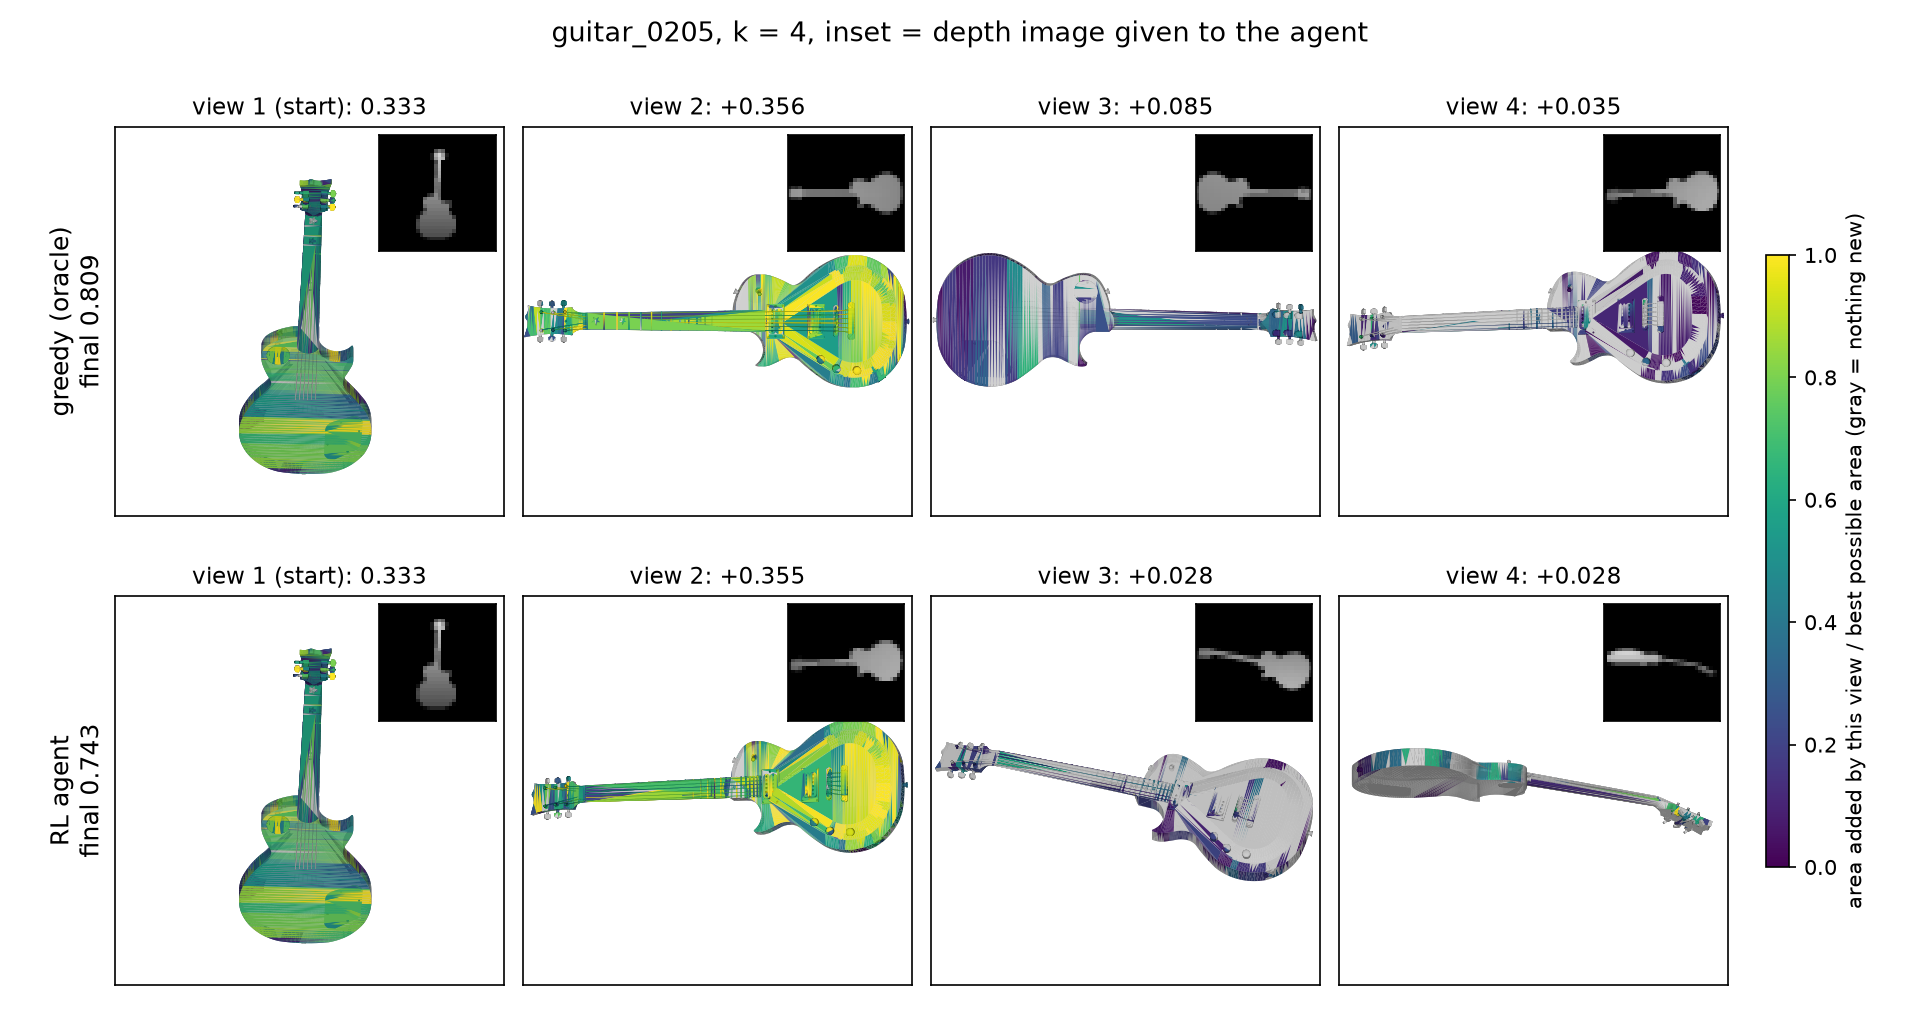 guitar_0205, k = 4, inset = depth image given to the agent
view 1 (start): 0.333
view 2: +0.356
view 3: +0.085
view 4: +0.035
greedy (oracle)
final 0.809
view 1 (start): 0.333
view 2: +0.355
view 3: +0.028
view 4: +0.028
RL agent
final 0.743
1.0
0.8
0.6
0.4
0.2
0.0
area added by this view / best possible area (gray = nothing new)